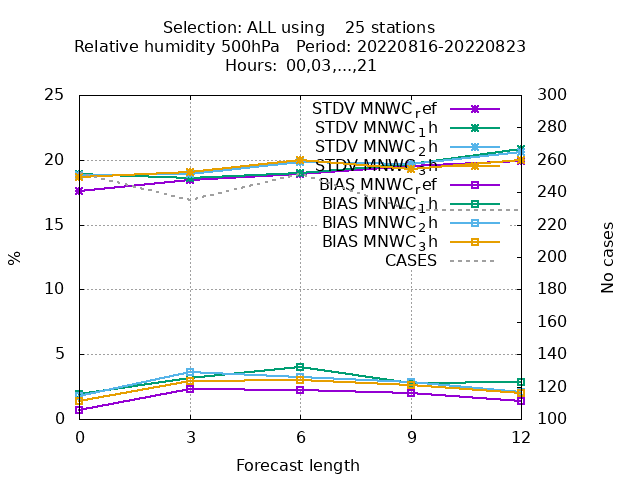 Selection: ALL using    25 stations
Relative humidity 500hPa   Period: 20220816-20220823
Hours: 00,03,...,21
25
20
15
10
5
0
%
300
280
260
240
220
200
180
160
140
120
100
No cases
STDV MNWC_ref
STDV MNWC_1h
STDV MNWC_2h
STDV MNWC_3h
BIAS MNWC_ref
BIAS MNWC_1h
BIAS MNWC_2h
BIAS MNWC_3h
CASES
0 3 6 9 12
Forecast length